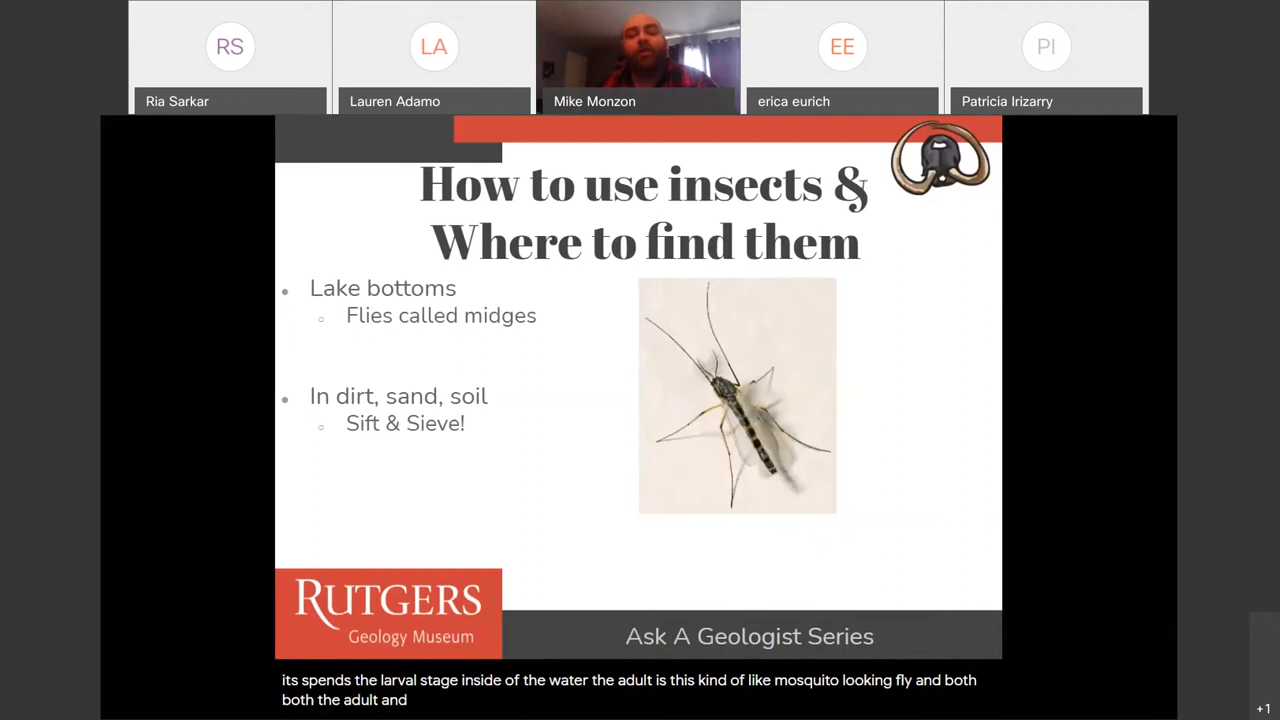 RS
LA
EE
PI
Ria Sarkar
Lauren Adamo
Mike Monzon
erica eurich
Patricia Irizarry
How to use insects &
Where to find them
• Lake bottoms
○ Flies called midges
• In dirt, sand, soil
○ Sift & Sieve!
RUTGERS
Geology Museum
Ask A Geologist Series
its spends the larval stage inside of the water the adult is this kind of like mosquito looking fly and both
both the adult and
+1